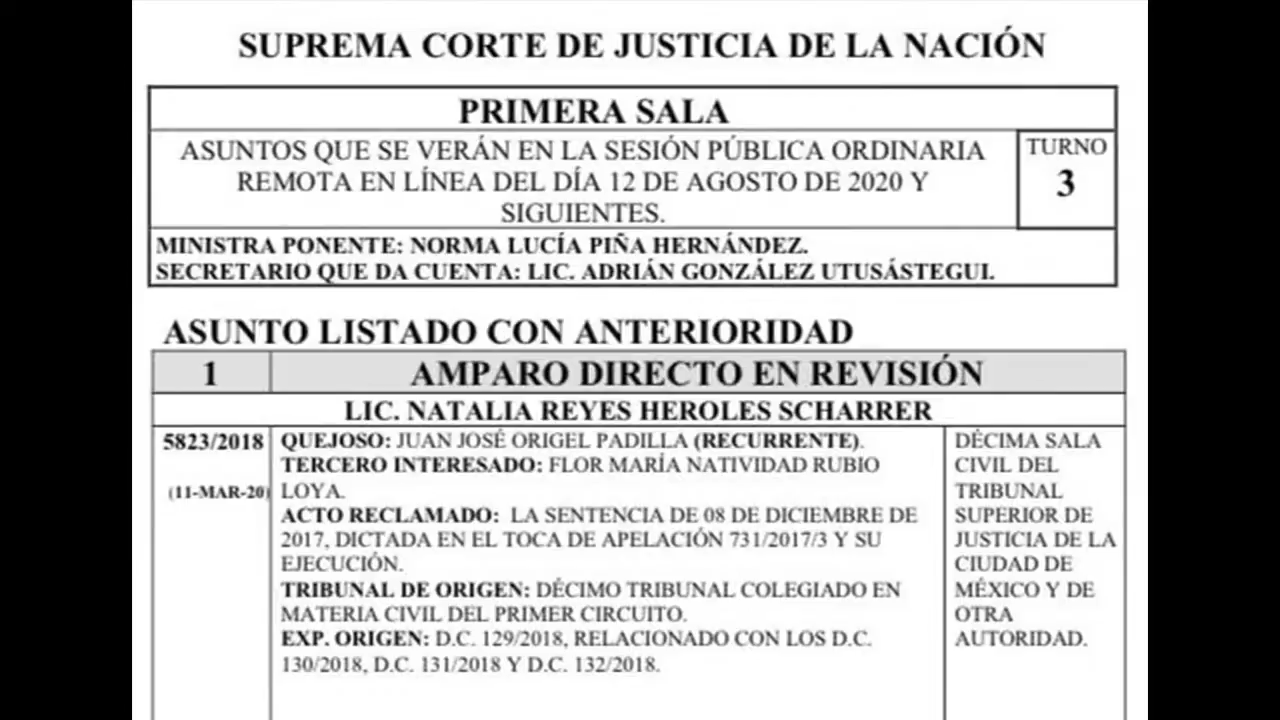 SUPREMA CORTE DE JUSTICIA DE LA NACIÓN
PRIMERA SALA
ASUNTOS QUE SE VERÁN EN LA SESIÓN PÚBLICA ORDINARIA
REMOTA EN LÍNEA DEL DÍA 12 DE AGOSTO DE 2020 Y
SIGUIENTES.
TURNO
3
MINISTRA PONENTE: NORMA LUCÍA PIÑA HERNÁNDEZ.
SECRETARIO QUE DA CUENTA: LIC. ADRIÁN GONZÁLEZ UTUSÁSTEGUI.
ASUNTO LISTADO CON ANTERIORIDAD
1
AMPARO DIRECTO EN REVISIÓN
LIC. NATALIA REYES HEROLES SCHARRER
5823/2018
(11-MAR-20)
QUEJOSO: JUAN JOSÉ ORIGEL PADILLA (RECURRENTE).
TERCERO INTERESADO: FLOR MARÍA NATIVIDAD RUBIO
LOYA.
ACTO RECLAMADO: LA SENTENCIA DE 08 DE DICIEMBRE DE
2017, DICTADA EN EL TOCA DE APELACIÓN 731/2017/3 Y SU
EJECUCIÓN.
TRIBUNAL DE ORIGEN: DÉCIMO TRIBUNAL COLEGIADO EN
MATERIA CIVIL DEL PRIMER CIRCUITO.
EXP. ORIGEN: D.C. 129/2018, RELACIONADO CON LOS D.C.
130/2018, D.C. 131/2018 Y D.C. 132/2018.
DÉCIMA SALA
CIVIL DEL
TRIBUNAL
SUPERIOR DE
JUSTICIA DE LA
CIUDAD DE
MÉXICO Y DE
OTRA
AUTORIDAD.